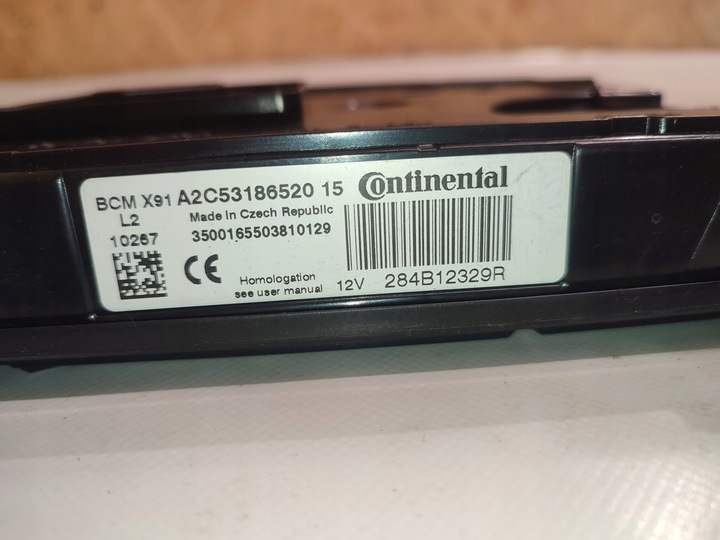 BCM X91 A2C53186520 15 Continental
L2 Made in Czech Republic
10267 3500165503810129
CE Homologation
see user manual 12V 284B12329R